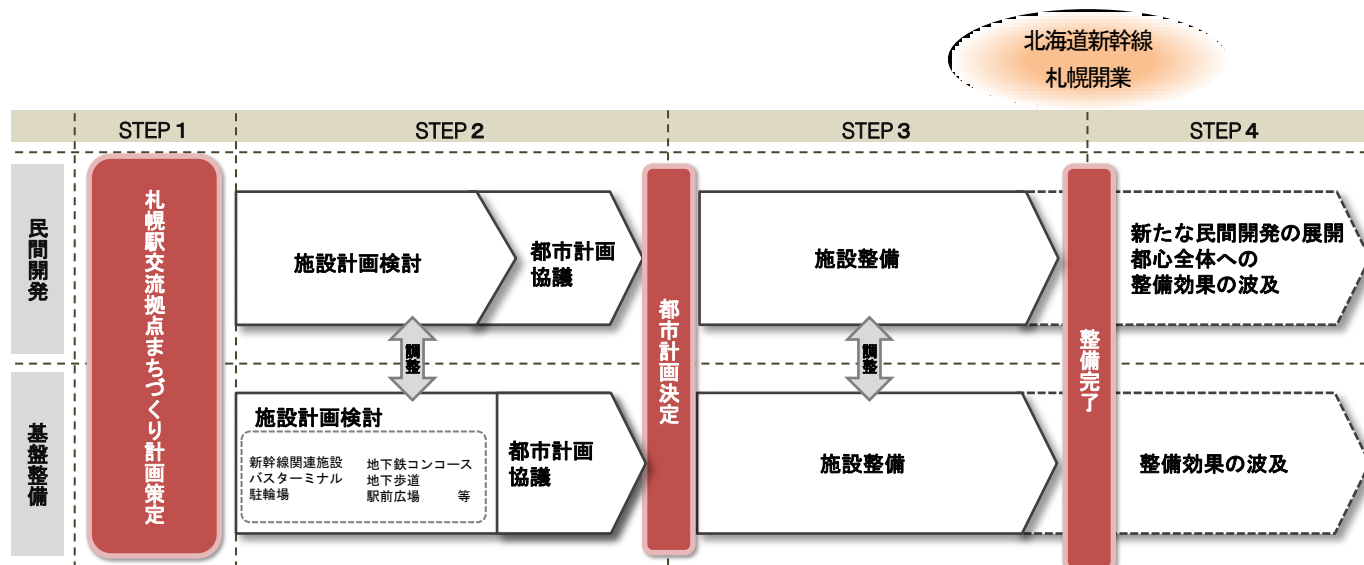 北海道新幹線
札幌開業
STEP 1
STEP 2
STEP 3
STEP 4
民間開発
札幌駅交流拠点まちづくり計画策定
施設計画検討
都市計画
協議
都市計画決定
施設整備
整備完了
新たな民間開発の展開
都心全体への
整備効果の波及
調整
調整
基盤整備
施設計画検討
新幹線関連施設
バスターミナル
駐輪場
地下鉄コンコース
地下歩道
駅前広場 等
都市計画
協議
施設整備
整備効果の波及